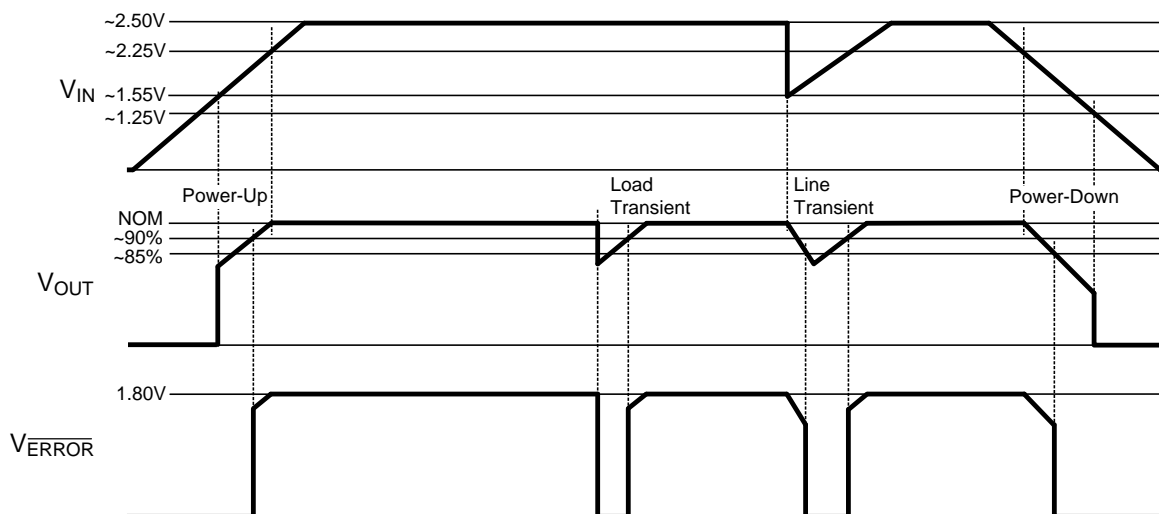 ~2.50V
~2.25V
VIN
~1.55V
~1.25V
Power-Up
Load
Transient
Line
Transient
Power-Down
NOM
~90%
~85%
VOUT
1.80V
VERROR